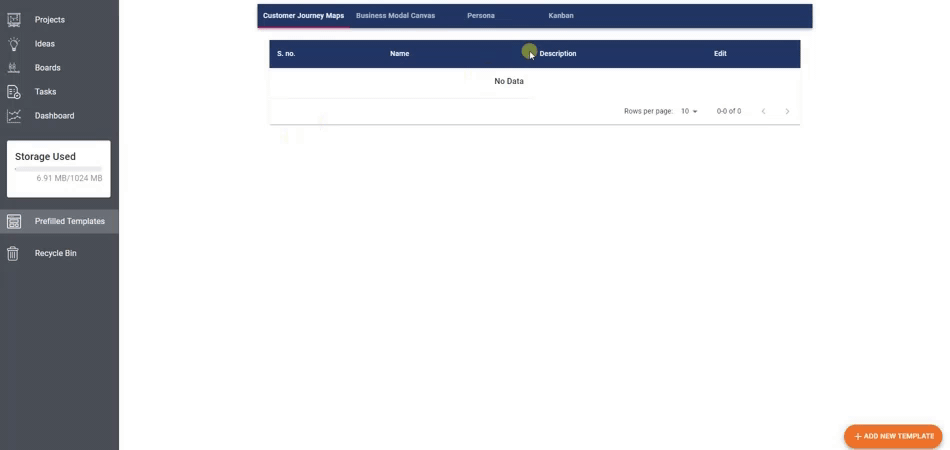 Projects
Ideas
Boards
Tasks
Dashboard
Storage Used
6.91 MB/1024 MB
Prefilled Templates
Recycle Bin
Customer Journey Maps Business Modal Canvas Persona Kanban
S. no. Name Description Edit
No Data
Rows per page: 10 0-0 of 0
ADD NEW TEMPLATE